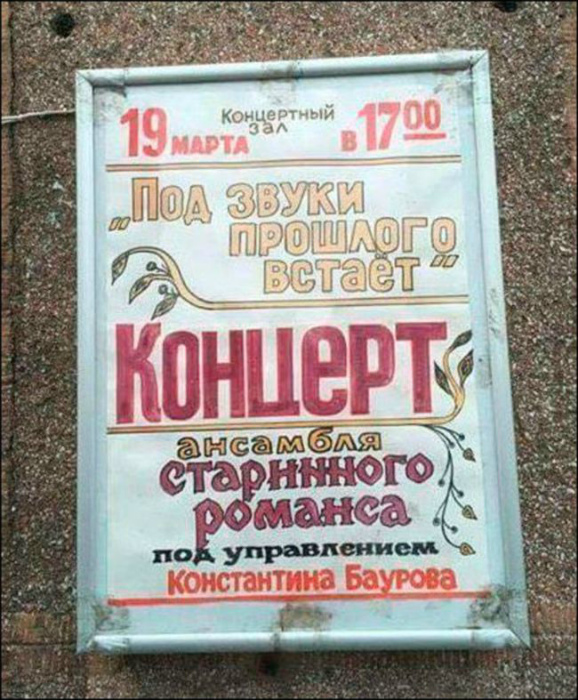 19 МАРТА Концертный зал в 17 00
„Под звуки
прошлого
встаёт“
Концерт
ансамбля
старинного
романса
под управлением
Константина Баурова